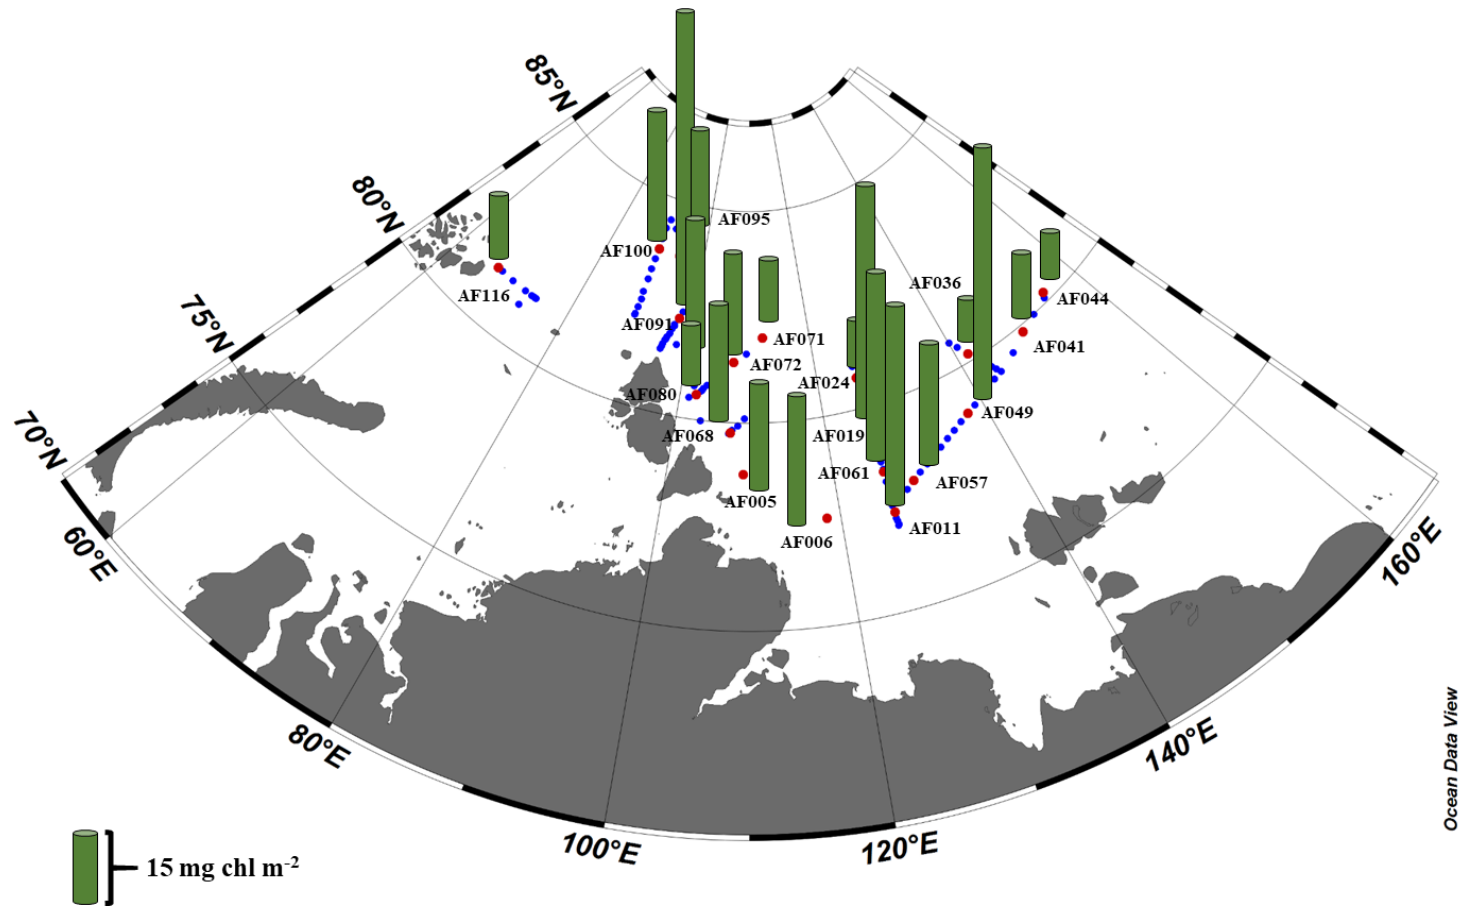 85°N
80°N
75°N
70°N
60°E
80°E
100°E
120°E
140°E
160°E
AF095
AF100
AF116
AF091
AF071
AF072
AF080
AF068
AF005
AF006
AF036
AF044
AF041
AF024
AF049
AF019
AF061
AF057
AF011
15 mg chl m⁻²
Ocean Data View